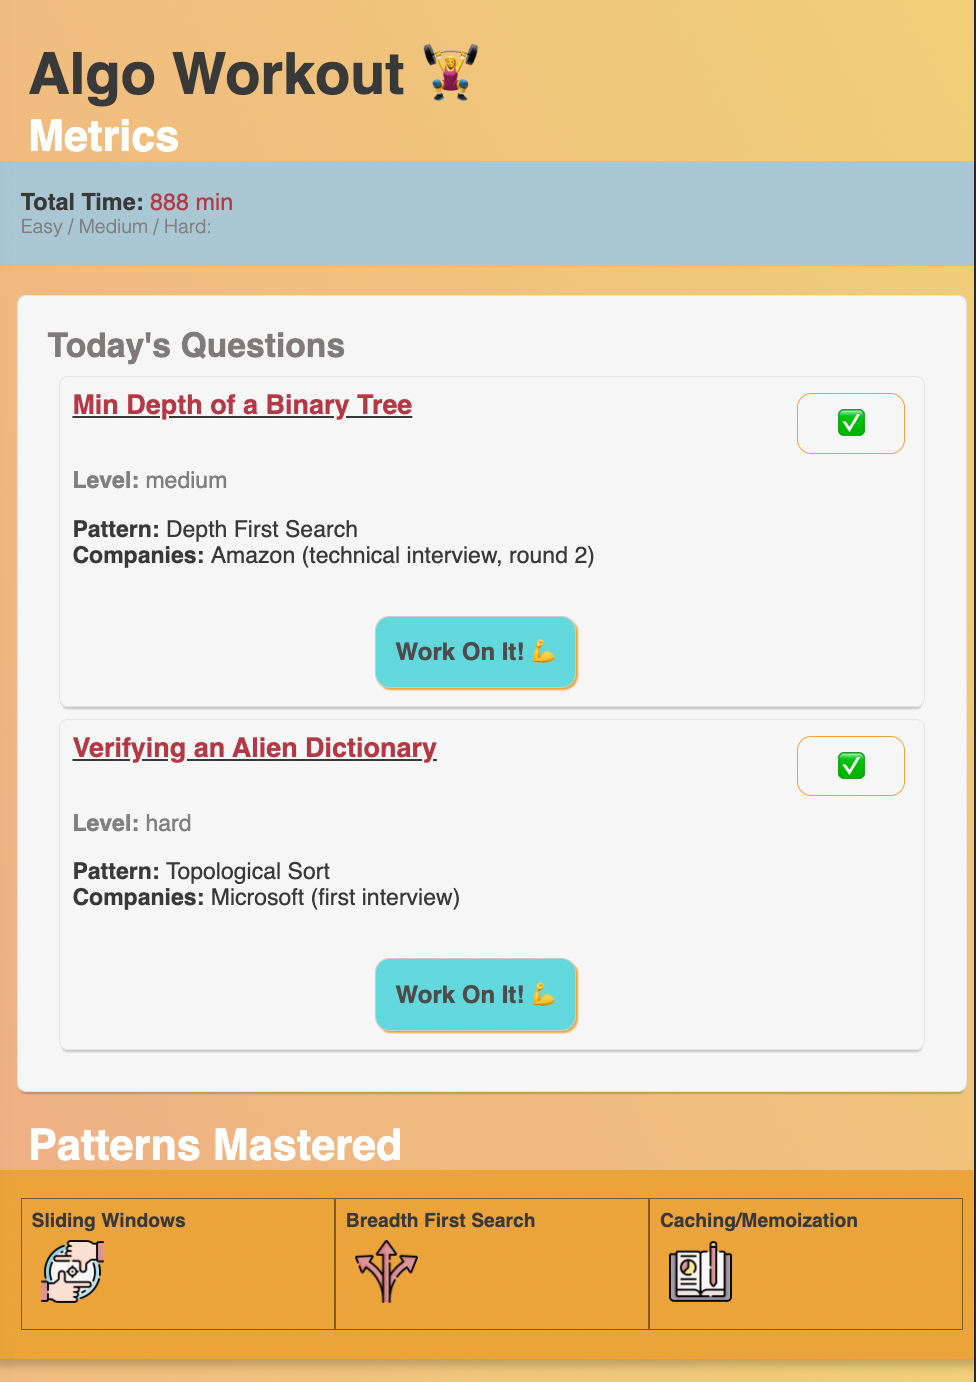 Algo Workout 🏋️‍♀️
Metrics
Total Time: 888 min
Easy / Medium / Hard:
Today's Questions
Min Depth of a Binary Tree
✅
Level: medium
Pattern: Depth First Search
Companies: Amazon (technical interview, round 2)
Work On It! 💪
Verifying an Alien Dictionary
✅
Level: hard
Pattern: Topological Sort
Companies: Microsoft (first interview)
Work On It! 💪
Patterns Mastered
Sliding Windows
Breadth First Search
Caching/Memoization